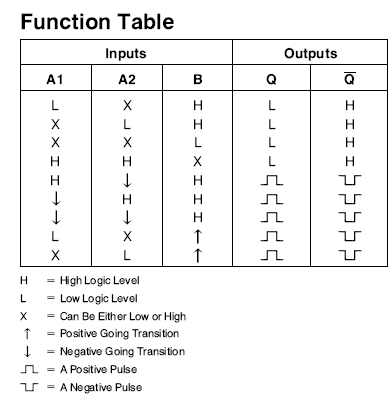 Function Table
Inputs Outputs
A1 A2 B Q Q̅
L X H L H
X L H L H
X X L L H
H H X L H
H ↓ H ⎍ ⊔
↓ H H ⎍ ⊔
↓ ↓ H ⎍ ⊔
L X ↑ ⎍ ⊔
X L ↑ ⎍ ⊔
H = High Logic Level
L = Low Logic Level
X = Can Be Either Low or High
↑ = Positive Going Transition
↓ = Negative Going Transition
⎍ = A Positive Pulse
⊔ = A Negative Pulse